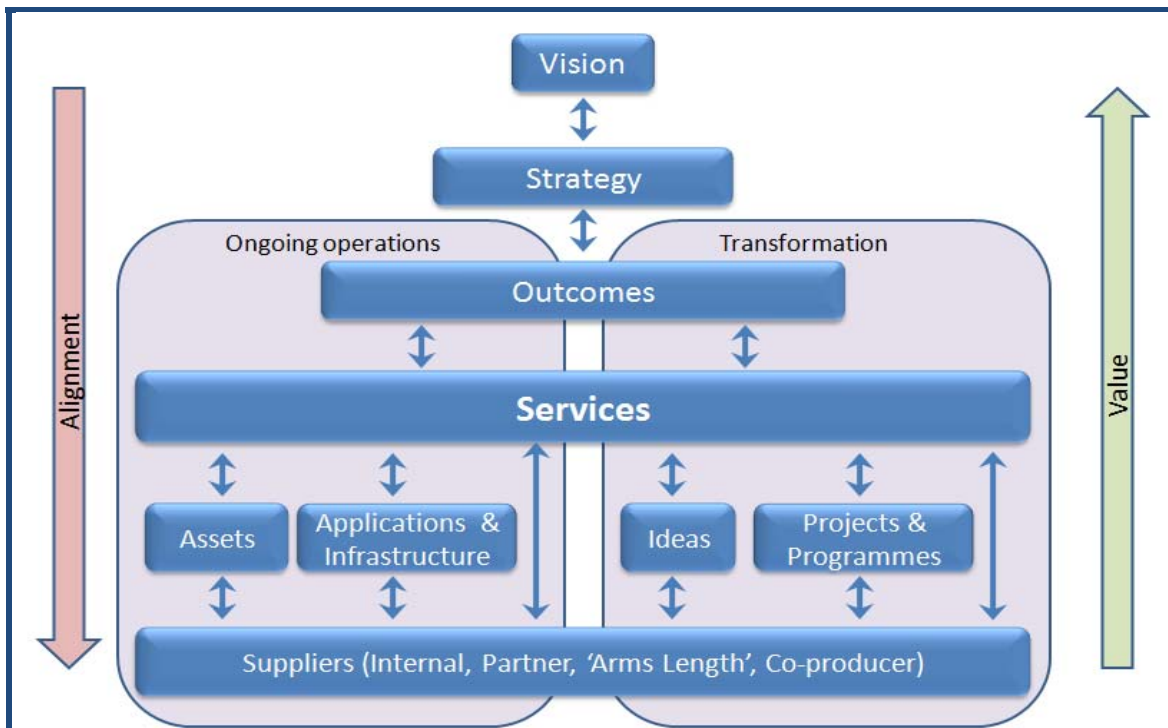 Vision
Strategy
Ongoing operations
Transformation
Outcomes
Alignment
Value
Services
Assets
Applications &
Infrastructure
Ideas
Projects &
Programmes
Suppliers (Internal, Partner, ‘Arms Length’, Co-producer)